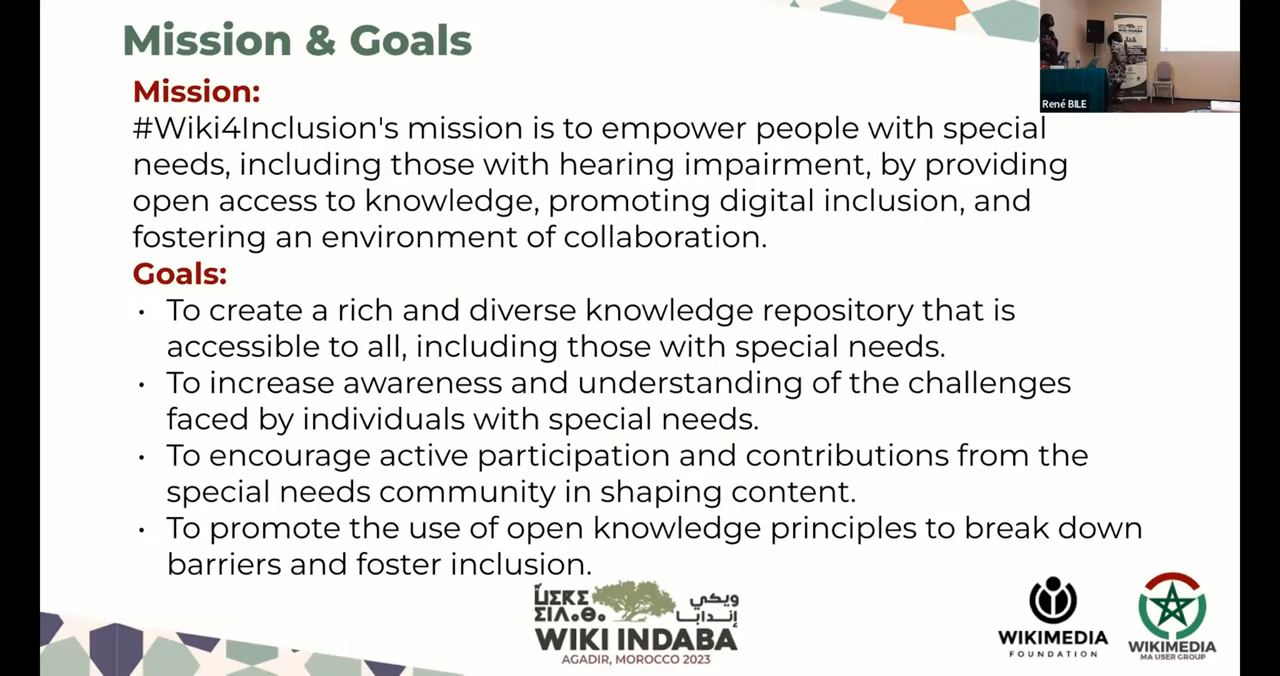 Mission & Goals
Mission:
#Wiki4Inclusion's mission is to empower people with special
needs, including those with hearing impairment, by providing
open access to knowledge, promoting digital inclusion, and
fostering an environment of collaboration.
Goals:
• To create a rich and diverse knowledge repository that is
accessible to all, including those with special needs.
• To increase awareness and understanding of the challenges
faced by individuals with special needs.
• To encourage active participation and contributions from the
special needs community in shaping content.
• To promote the use of open knowledge principles to break down
barriers and foster inclusion.
René BILE
ⵡⵉⴽⵉ ويكي
ⵉⵏⴷⴰⴱⴰ إندابا
WIKI INDABA
AGADIR, MOROCCO 2023
WIKIMEDIA
FOUNDATION
WIKIMEDIA
MA USER GROUP